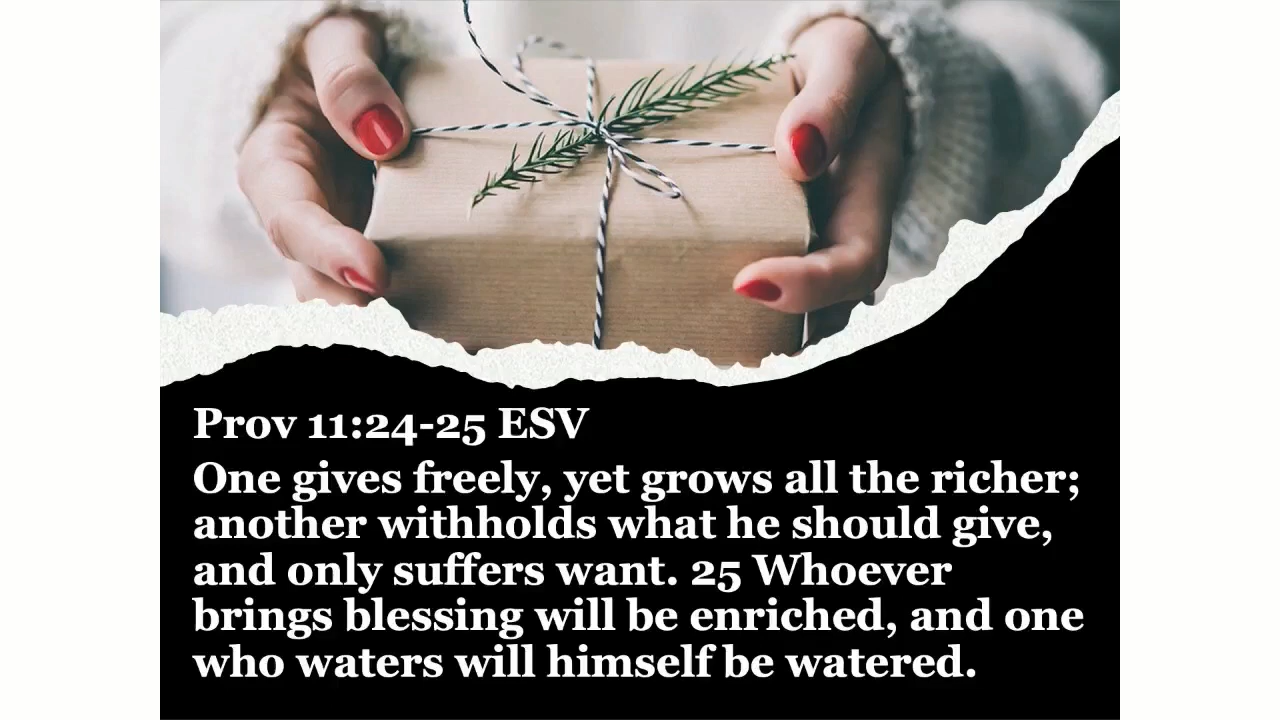 Prov 11:24-25 ESV
One gives freely, yet grows all the richer;
another withholds what he should give,
and only suffers want. 25 Whoever
brings blessing will be enriched, and one
who waters will himself be watered.